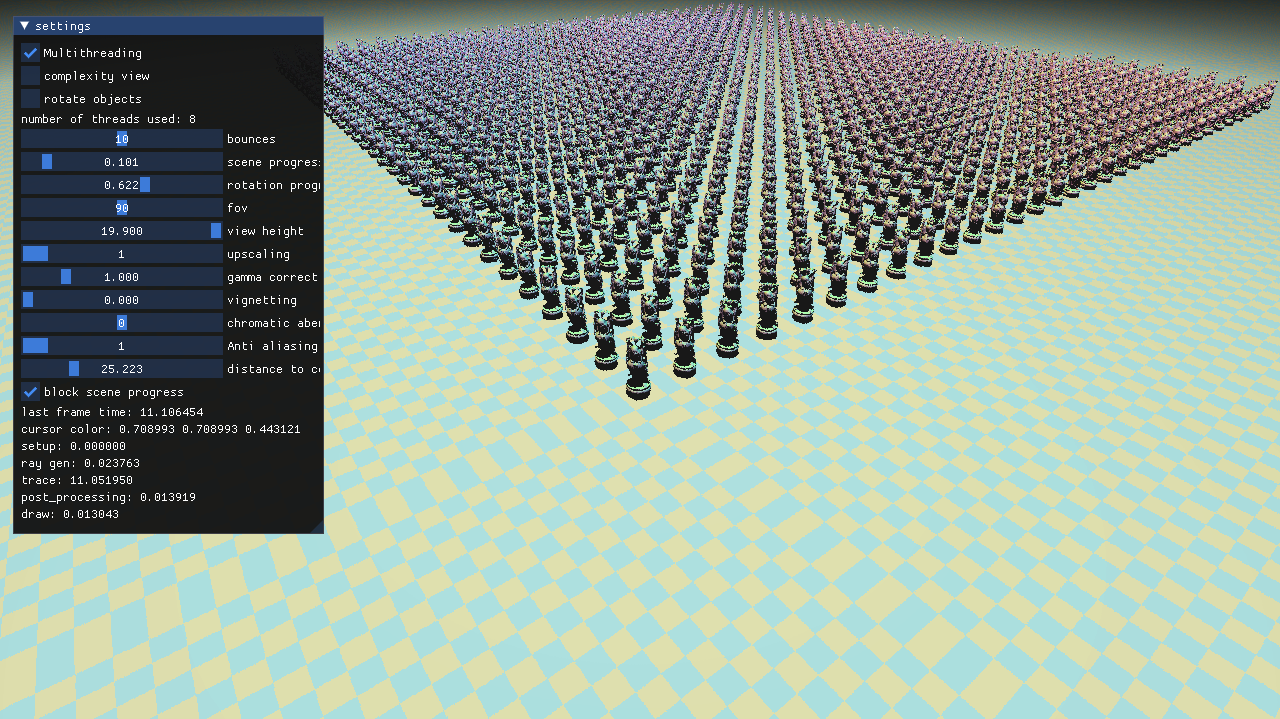 settings
Multithreading
complexity view
rotate objects
number of threads used: 8
10 bounces
0.101 scene progres
0.622 rotation prog
90 fov
19.900 view height
1 upscaling
1.000 gamma correct
0.000 vignetting
0 chromatic aber
1 Anti aliasing
25.223 distance to c
block scene progress
last frame time: 11.106454
cursor color: 0.708993 0.708993 0.443121
setup: 0.000000
ray gen: 0.023763
trace: 11.051950
post_processing: 0.013919
draw: 0.013043